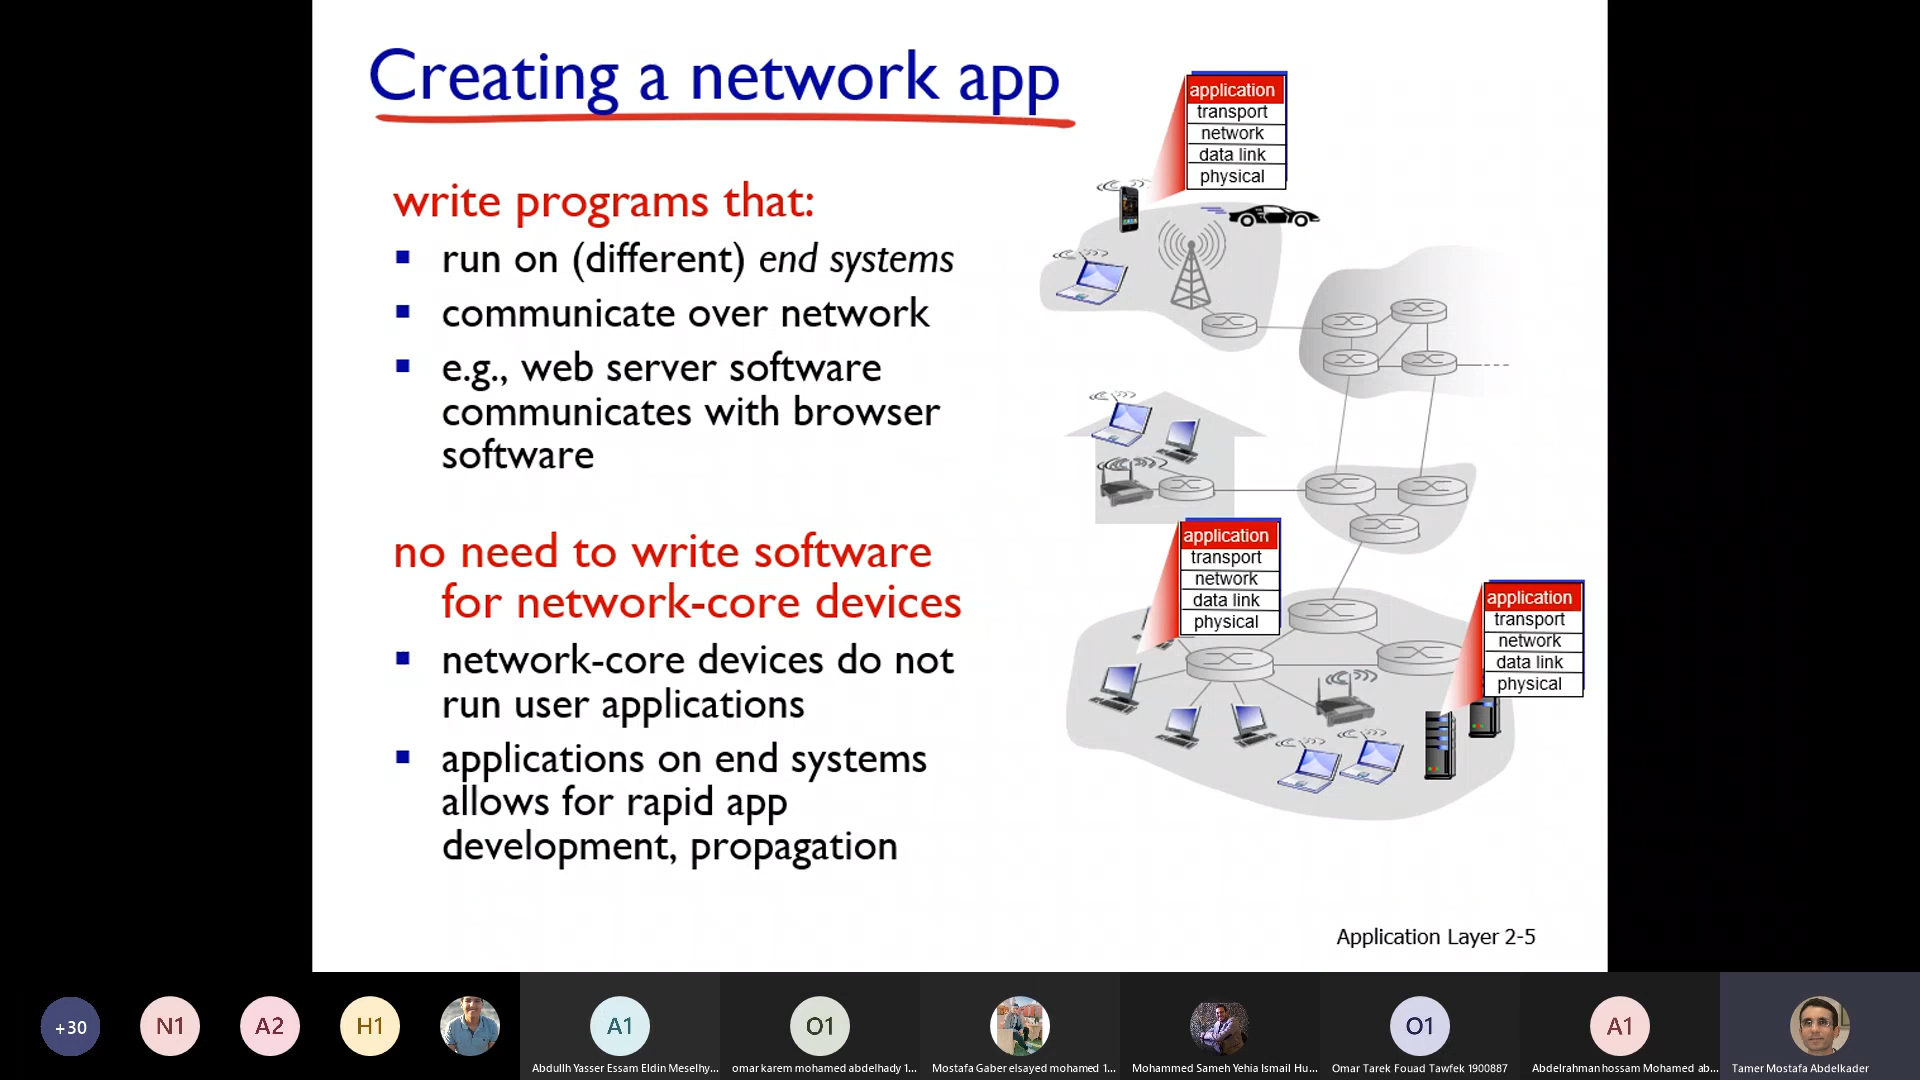 Creating a network app
write programs that:
run on (different) end systems
communicate over network
e.g., web server software
communicates with browser
software
no need to write software
for network-core devices
network-core devices do not
run user applications
applications on end systems
allows for rapid app
development, propagation
application
transport
network
data link
physical
application
transport
network
data link
physical
application
transport
network
data link
physical
Application Layer 2-5
+30
N1
A2
H1
A1
O1
O1
A1
Abdullh Yasser Essam Eldin Meselhy...
omar karem mohamed abdelhady 1...
Mostafa Gaber elsayed mohamed 1...
Mohammed Sameh Yehia Ismail Hu...
Omar Tarek Fouad Tawfek 1900887
Abdelrahman hossam Mohamed ab...
Tamer Mostafa Abdelkader